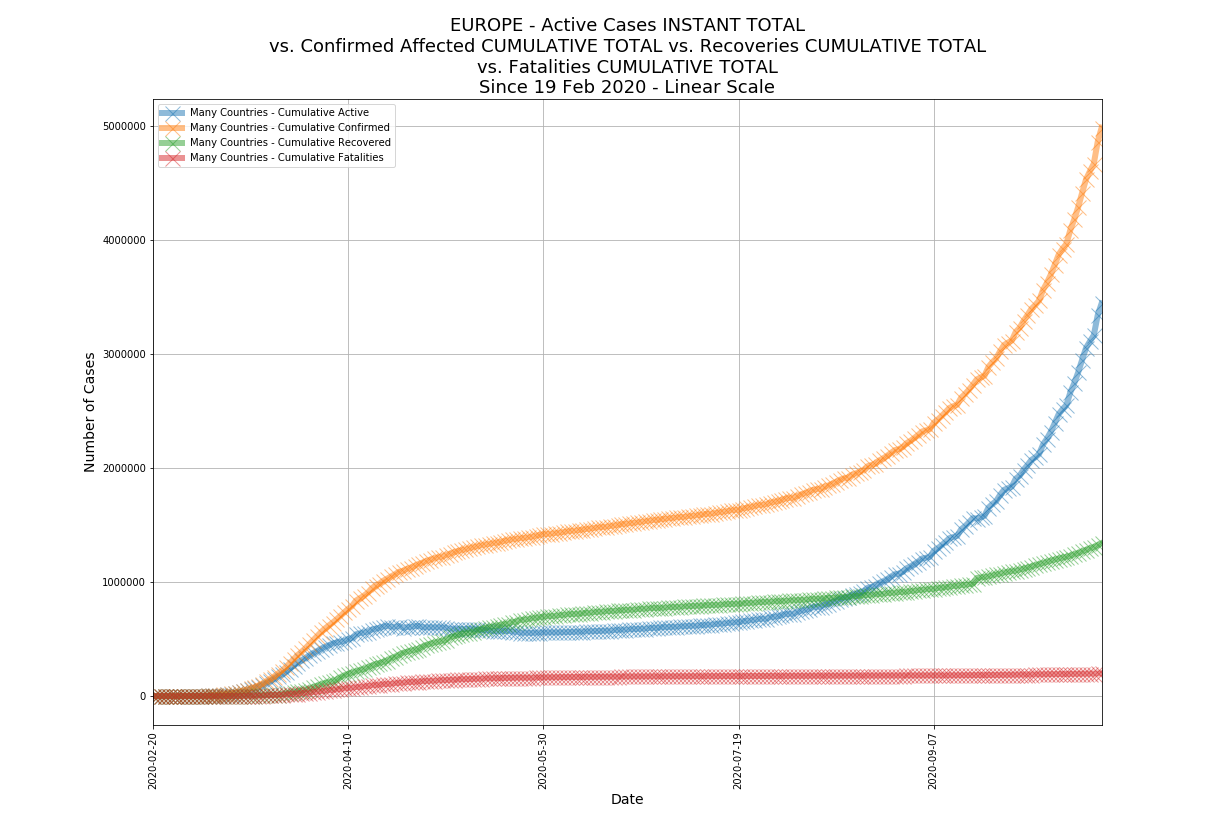 EUROPE - Active Cases INSTANT TOTAL
vs. Confirmed Affected CUMULATIVE TOTAL vs. Recoveries CUMULATIVE TOTAL
vs. Fatalities CUMULATIVE TOTAL
Since 19 Feb 2020 - Linear Scale
Many Countries - Cumulative Active
Many Countries - Cumulative Confirmed
Many Countries - Cumulative Recovered
Many Countries - Cumulative Fatalities
5000000
4000000
3000000
2000000
1000000
0
Number of Cases
2020-02-20
2020-04-10
2020-05-30
2020-07-19
2020-09-07
Date